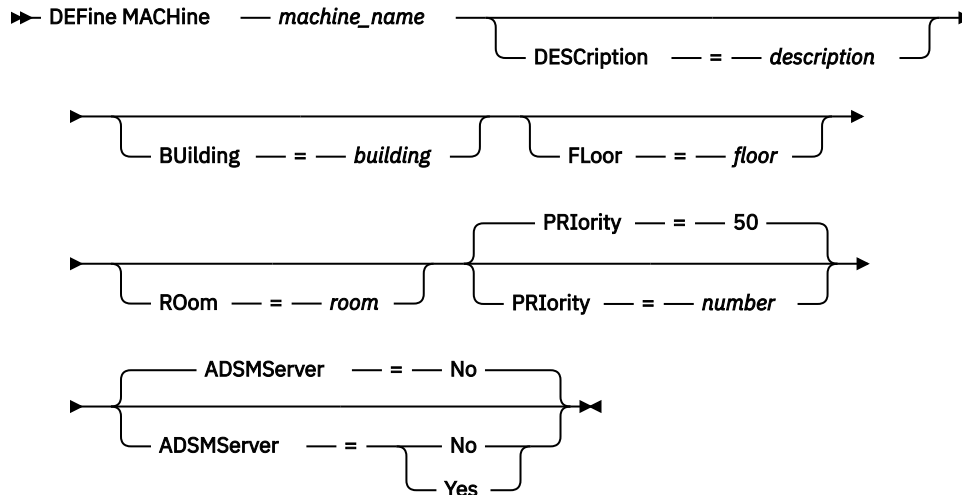 DEFine MACHine machine_name
DESCription = description
BUilding = building FLoor = floor
PRIority = 50
ROom = room PRIority = number
ADSMServer = No
ADSMServer = No
Yes